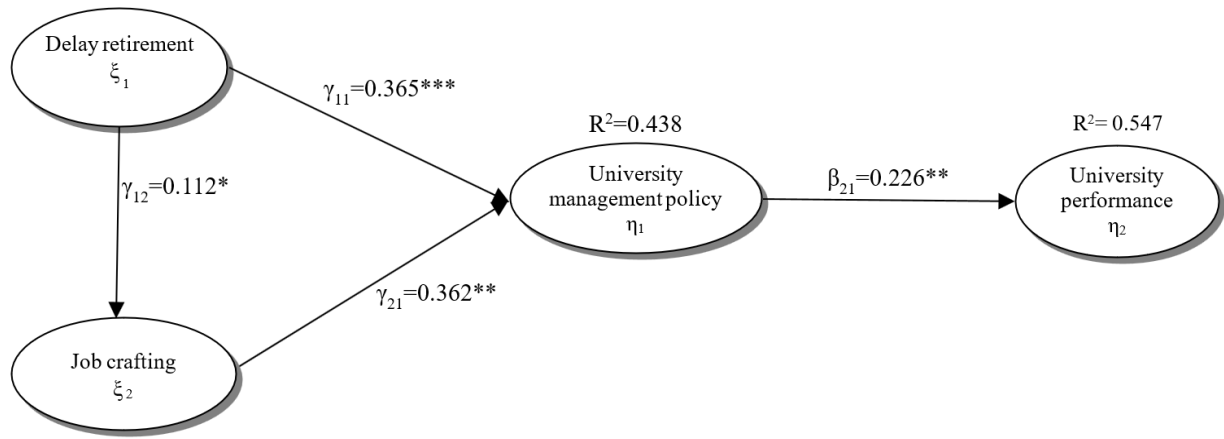 Delay retirement
ξ₁
γ₁₁=0.365***
R²=0.438
R²= 0.547
γ₁₂=0.112*
University
management policy
η₁
β₂₁=0.226**
University
performance
η₂
γ₂₁=0.362**
Job crafting
ξ₂